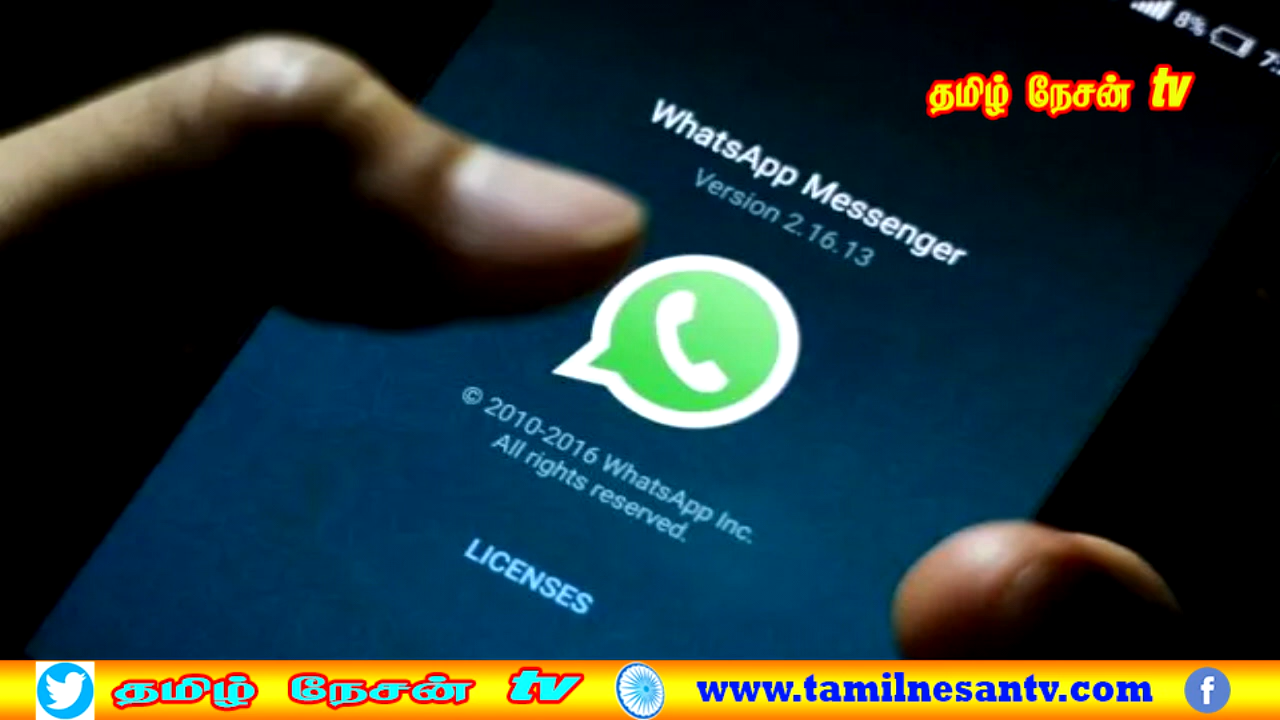 8%
தமிழ் நேசன் tv
WhatsApp Messenger
Version 2.16.13
© 2010-2016 WhatsApp Inc.
All rights reserved.
LICENSES
தமிழ் நேசன் tv
www.tamilnesantv.com
f